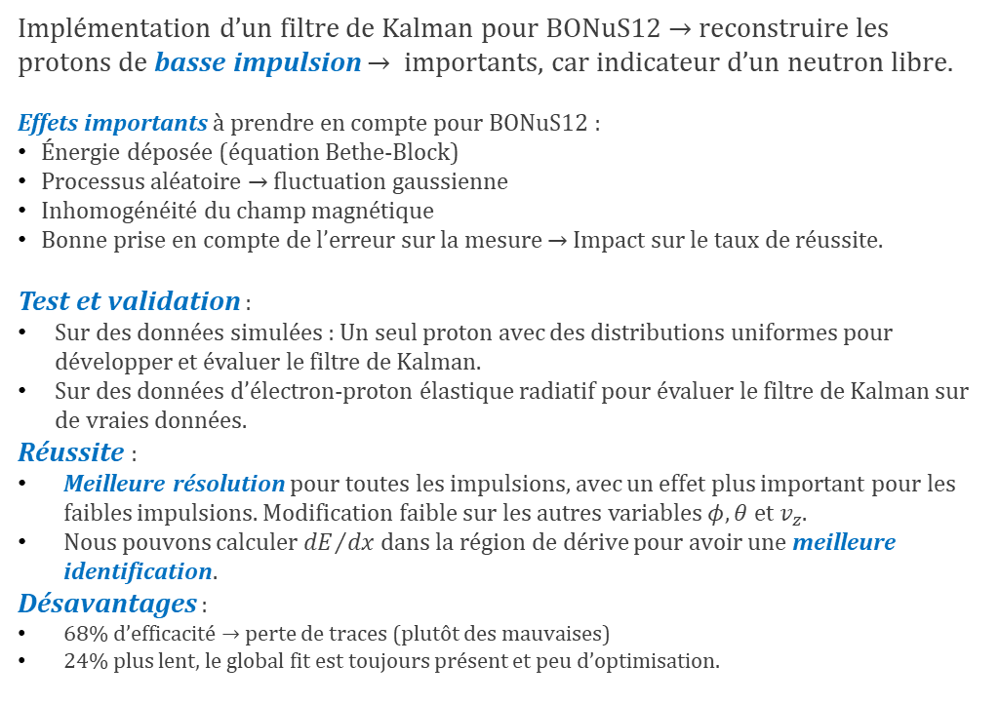 Implémentation d’un filtre de Kalman pour BONuS12 → reconstruire les
protons de basse impulsion → importants, car indicateur d’un neutron libre.
Effets importants à prendre en compte pour BONuS12 :
• Énergie déposée (équation Bethe-Block)
• Processus aléatoire → fluctuation gaussienne
• Inhomogénéité du champ magnétique
• Bonne prise en compte de l’erreur sur la mesure → Impact sur le taux de réussite.
Test et validation :
• Sur des données simulées : Un seul proton avec des distributions uniformes pour
développer et évaluer le filtre de Kalman.
• Sur des données d’électron-proton élastique radiatif pour évaluer le filtre de Kalman sur
de vraies données.
Réussite :
• Meilleure résolution pour toutes les impulsions, avec un effet plus important pour les
faibles impulsions. Modification faible sur les autres variables ϕ, θ et v_z.
• Nous pouvons calculer dE/dx dans la région de dérive pour avoir une meilleure
identification.
Désavantages :
• 68% d’efficacité → perte de traces (plutôt des mauvaises)
• 24% plus lent, le global fit est toujours présent et peu d’optimisation.